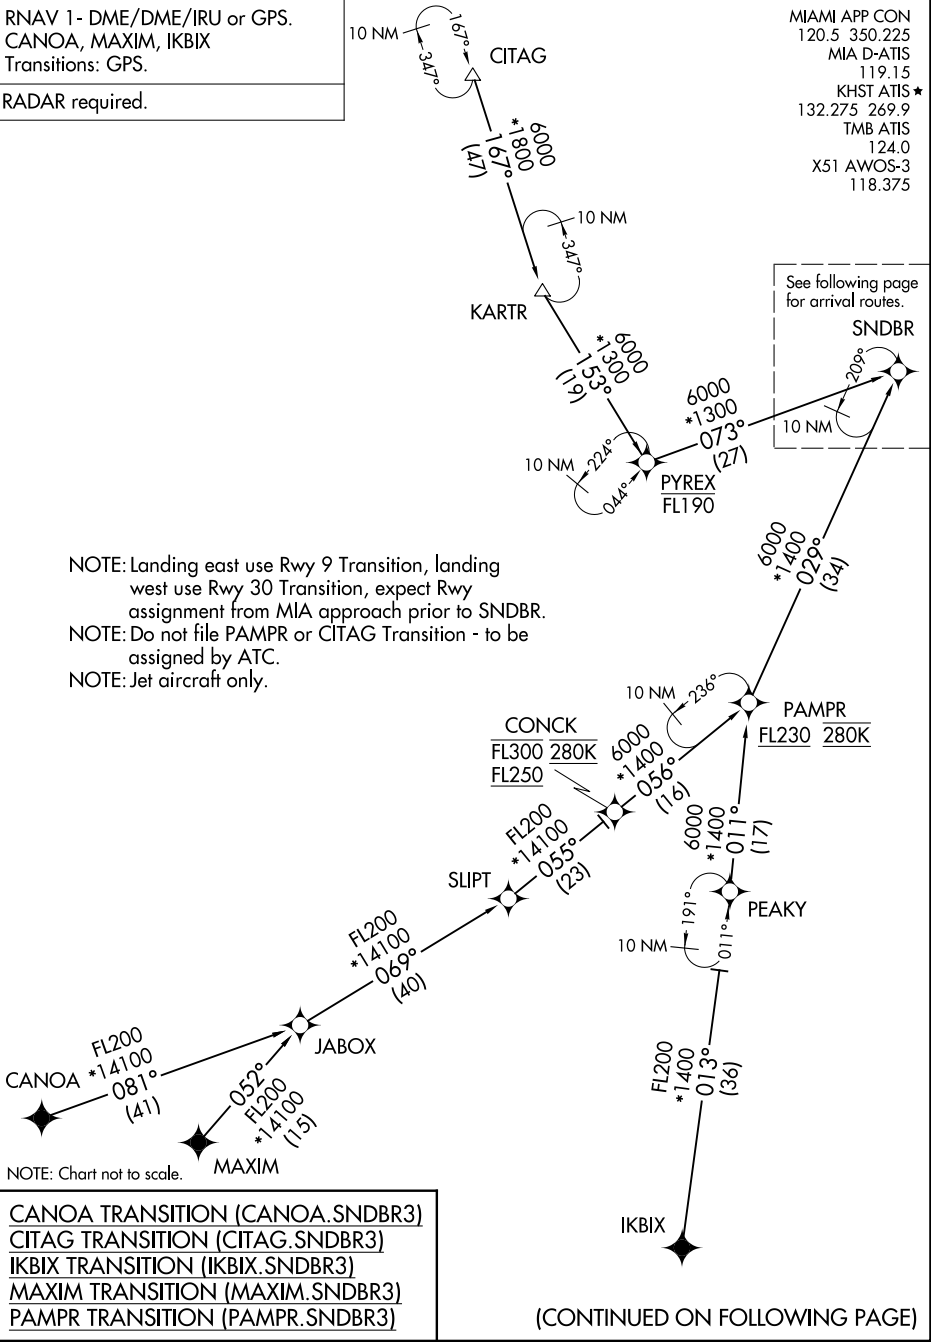 RNAV 1- DME/DME/IRU or GPS.
CANOA, MAXIM, IKBIX
Transitions: GPS.
RADAR required.
MIAMI APP CON
120.5 350.225
MIA D-ATIS
119.15
KHST ATIS ★
132.275 269.9
TMB ATIS
124.0
X51 AWOS-3
118.375
10 NM
167°
347°
CITAG
6000
*1800
167°
(47)
10 NM
347°
KARTR
6000
*1300
153°
(19)
See following page
for arrival routes.
SNDBR
209°
10 NM
6000
*1300
073°
(27)
10 NM
224°
044°
PYREX
FL190
6000
*1400
029°
(34)
NOTE: Landing east use Rwy 9 Transition, landing
west use Rwy 30 Transition, expect Rwy
assignment from MIA approach prior to SNDBR.
NOTE: Do not file PAMPR or CITAG Transition - to be
assigned by ATC.
NOTE: Jet aircraft only.
10 NM
236°
PAMPR
FL230 280K
CONCK
FL300 280K
FL250
6000
*1400
056°
(16)
6000
*1400
011°
(17)
FL200
*14100
055°
(23)
SLIPT
PEAKY
191°
011°
10 NM
FL200
*14100
069°
(40)
JABOX
FL200
*14100
081°
(41)
CANOA
052°
FL200
*14100
(15)
MAXIM
FL200
*1400
013°
(36)
IKBIX
NOTE: Chart not to scale.
CANOA TRANSITION (CANOA.SNDBR3)
CITAG TRANSITION (CITAG.SNDBR3)
IKBIX TRANSITION (IKBIX.SNDBR3)
MAXIM TRANSITION (MAXIM.SNDBR3)
PAMPR TRANSITION (PAMPR.SNDBR3)
(CONTINUED ON FOLLOWING PAGE)